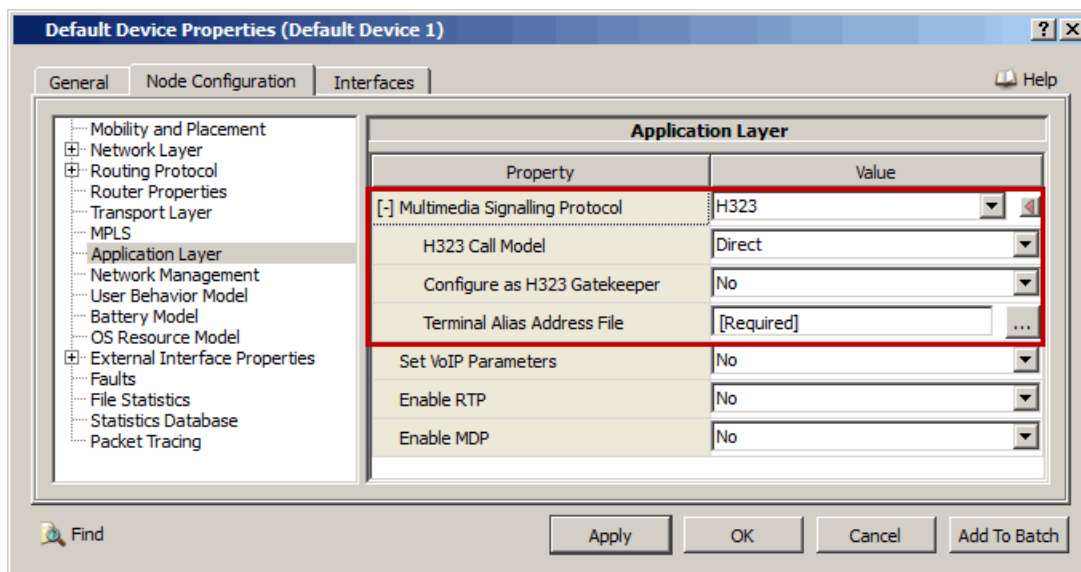 Default Device Properties (Default Device 1)
? X
General Node Configuration Interfaces Help
Mobility and Placement
Network Layer
Routing Protocol
Router Properties
Transport Layer
MPLS
Application Layer
Network Management
User Behavior Model
Battery Model
OS Resource Model
External Interface Properties
Faults
File Statistics
Statistics Database
Packet Tracing
Application Layer
Property Value
[-] Multimedia Signalling Protocol H323
H323 Call Model Direct
Configure as H323 Gatekeeper No
Terminal Alias Address File [Required] ...
Set VoIP Parameters No
Enable RTP No
Enable MDP No
Find Apply OK Cancel Add To Batch